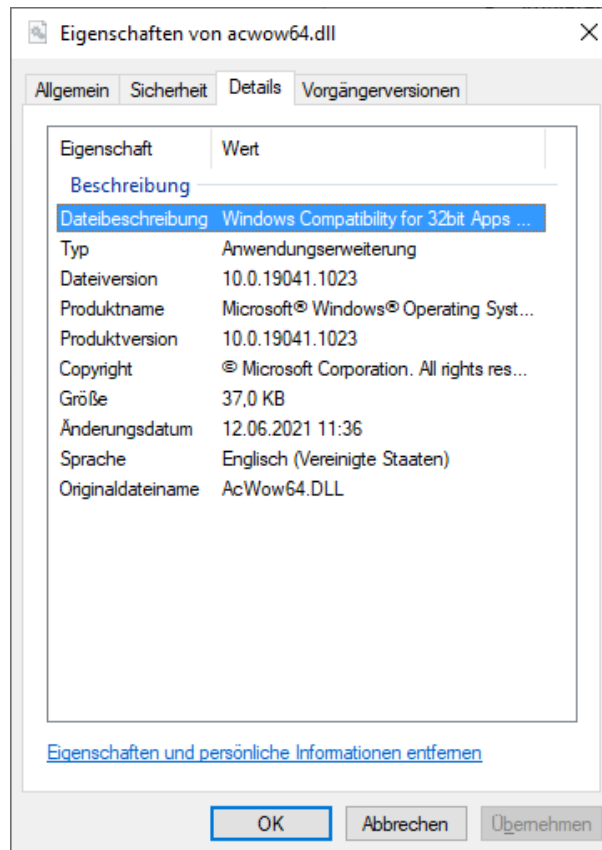 Eigenschaften von acwow64.dll
Allgemein Sicherheit Details Vorgängerversionen
Eigenschaft Wert
Beschreibung
Dateibeschreibung Windows Compatibility for 32bit Apps ...
Typ Anwendungserweiterung
Dateiversion 10.0.19041.1023
Produktname Microsoft® Windows® Operating Syst...
Produktversion 10.0.19041.1023
Copyright © Microsoft Corporation. All rights res...
Größe 37,0 KB
Änderungsdatum 12.06.2021 11:36
Sprache Englisch (Vereinigte Staaten)
Originaldateiname AcWow64.DLL
Eigenschaften und persönliche Informationen entfernen
OK Abbrechen Übernehmen